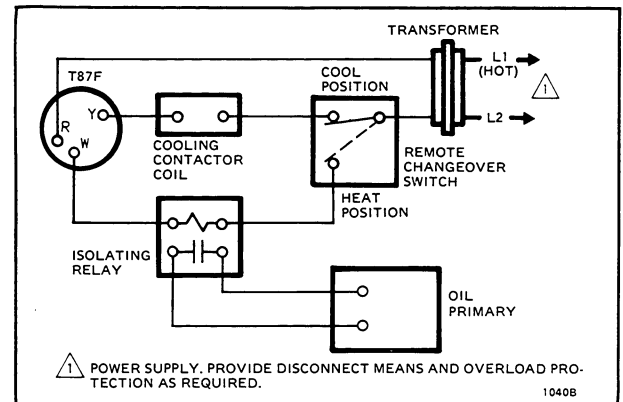 TRANSFORMER
L1
(HOT)
1
T87F
COOL
POSITION
Y
R
W
L2
COOLING
CONTACTOR
COIL
REMOTE
CHANGEOVER
SWITCH
HEAT
POSITION
ISOLATING
RELAY
OIL
PRIMARY
1 POWER SUPPLY. PROVIDE DISCONNECT MEANS AND OVERLOAD PRO-
TECTION AS REQUIRED.
1040B